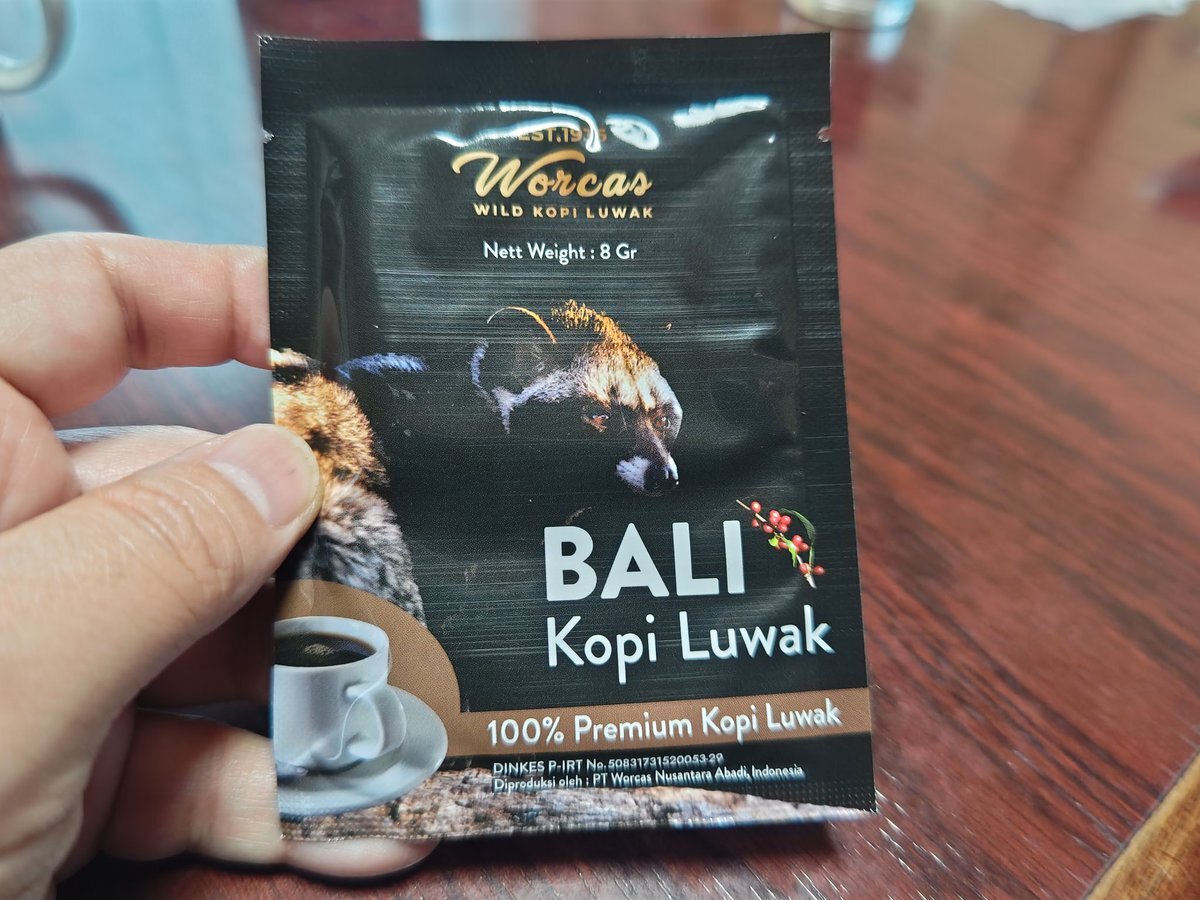 Worcas
WILD KOPI LUWAK
Nett Weight : 8 Gr
BALI
Kopi Luwak
100% Premium Kopi Luwak
DINKES P-IRT No. 50831731520053-29
Diproduksi oleh : PT Worcas Nusantara Abadi, Indonesia